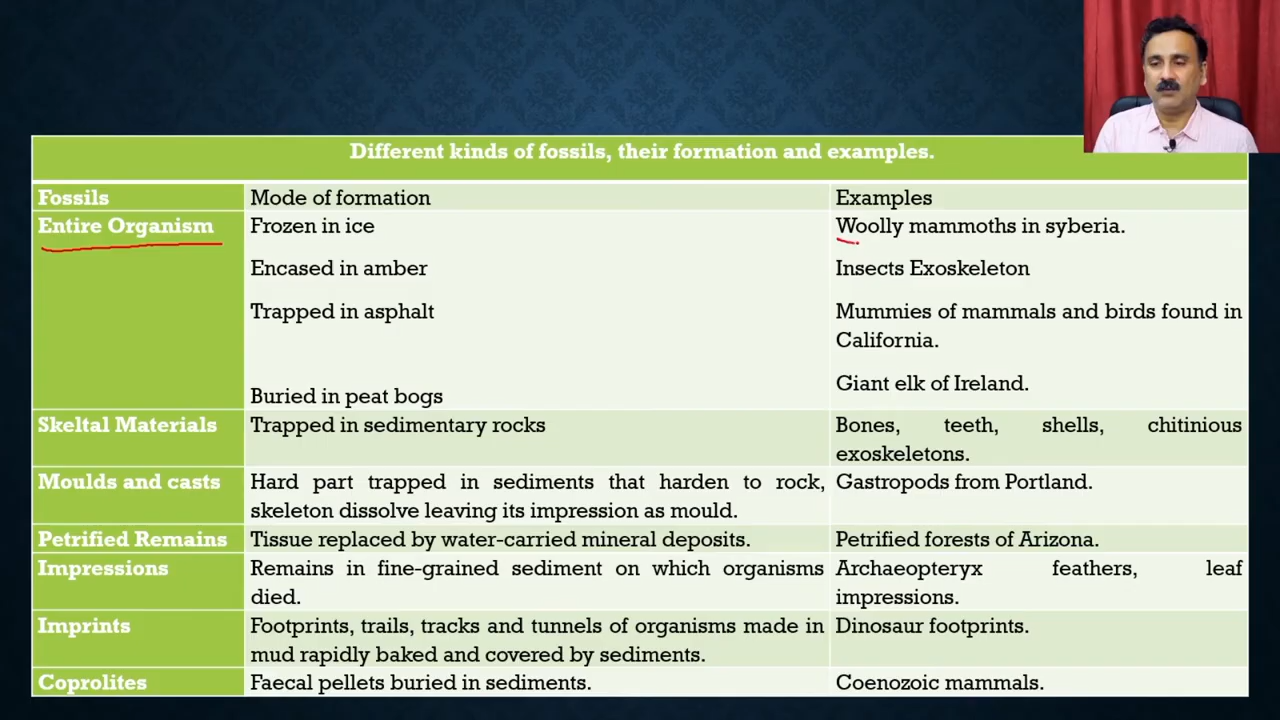 Different kinds of fossils, their formation and examples.
Fossils Mode of formation Examples
Entire Organism Frozen in ice Woolly mammoths in syberia.
Encased in amber Insects Exoskeleton
Trapped in asphalt Mummies of mammals and birds found in
California.
Giant elk of Ireland.
Buried in peat bogs
Skeltal Materials Trapped in sedimentary rocks Bones, teeth, shells, chitinious
exoskeletons.
Moulds and casts Hard part trapped in sediments that harden to rock, Gastropods from Portland.
skeleton dissolve leaving its impression as mould.
Petrified Remains Tissue replaced by water-carried mineral deposits. Petrified forests of Arizona.
Impressions Remains in fine-grained sediment on which organisms Archaeopteryx feathers, leaf
died. impressions.
Imprints Footprints, trails, tracks and tunnels of organisms made in Dinosaur footprints.
mud rapidly baked and covered by sediments.
Coprolites Faecal pellets buried in sediments. Coenozoic mammals.